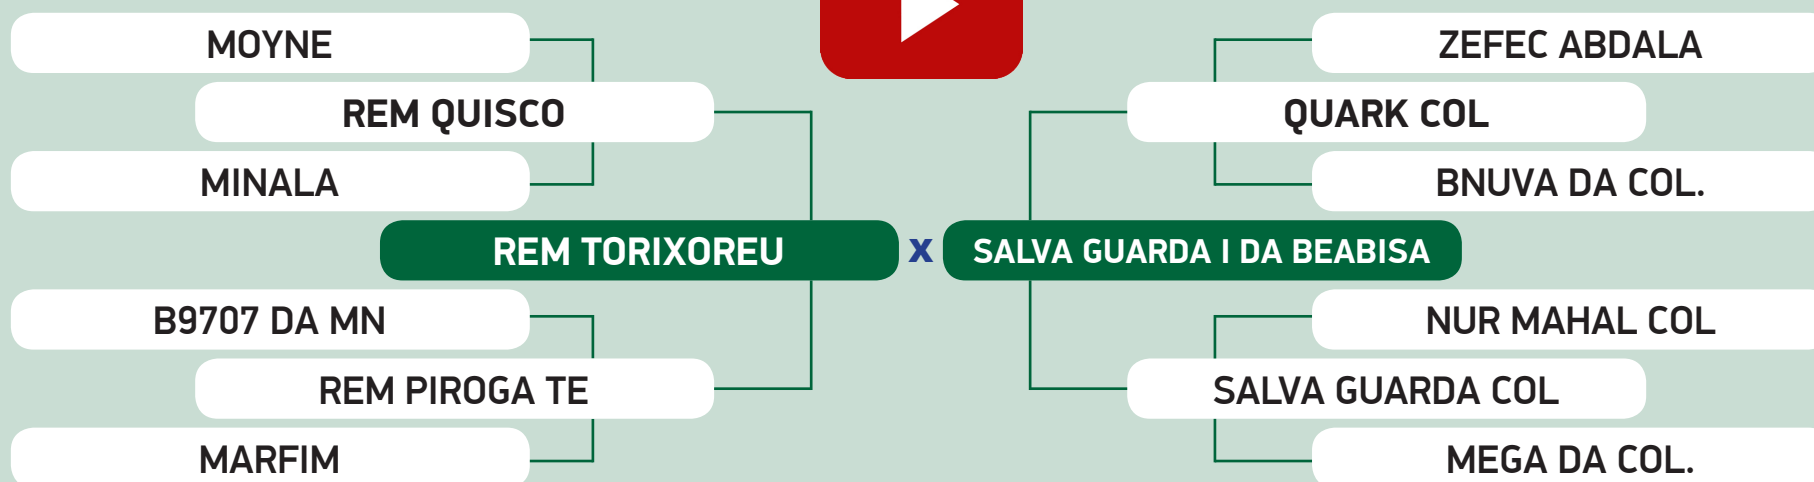 MOYNE
ZEFEC ABDALA
REM QUISCO
QUARK COL
MINALA
BNUVA DA COL.
REM TORIXOREU x SALVA GUARDA I DA BEABISA
B9707 DA MN
NUR MAHAL COL
REM PIROGA TE
SALVA GUARDA COL
MARFIM
MEGA DA COL.